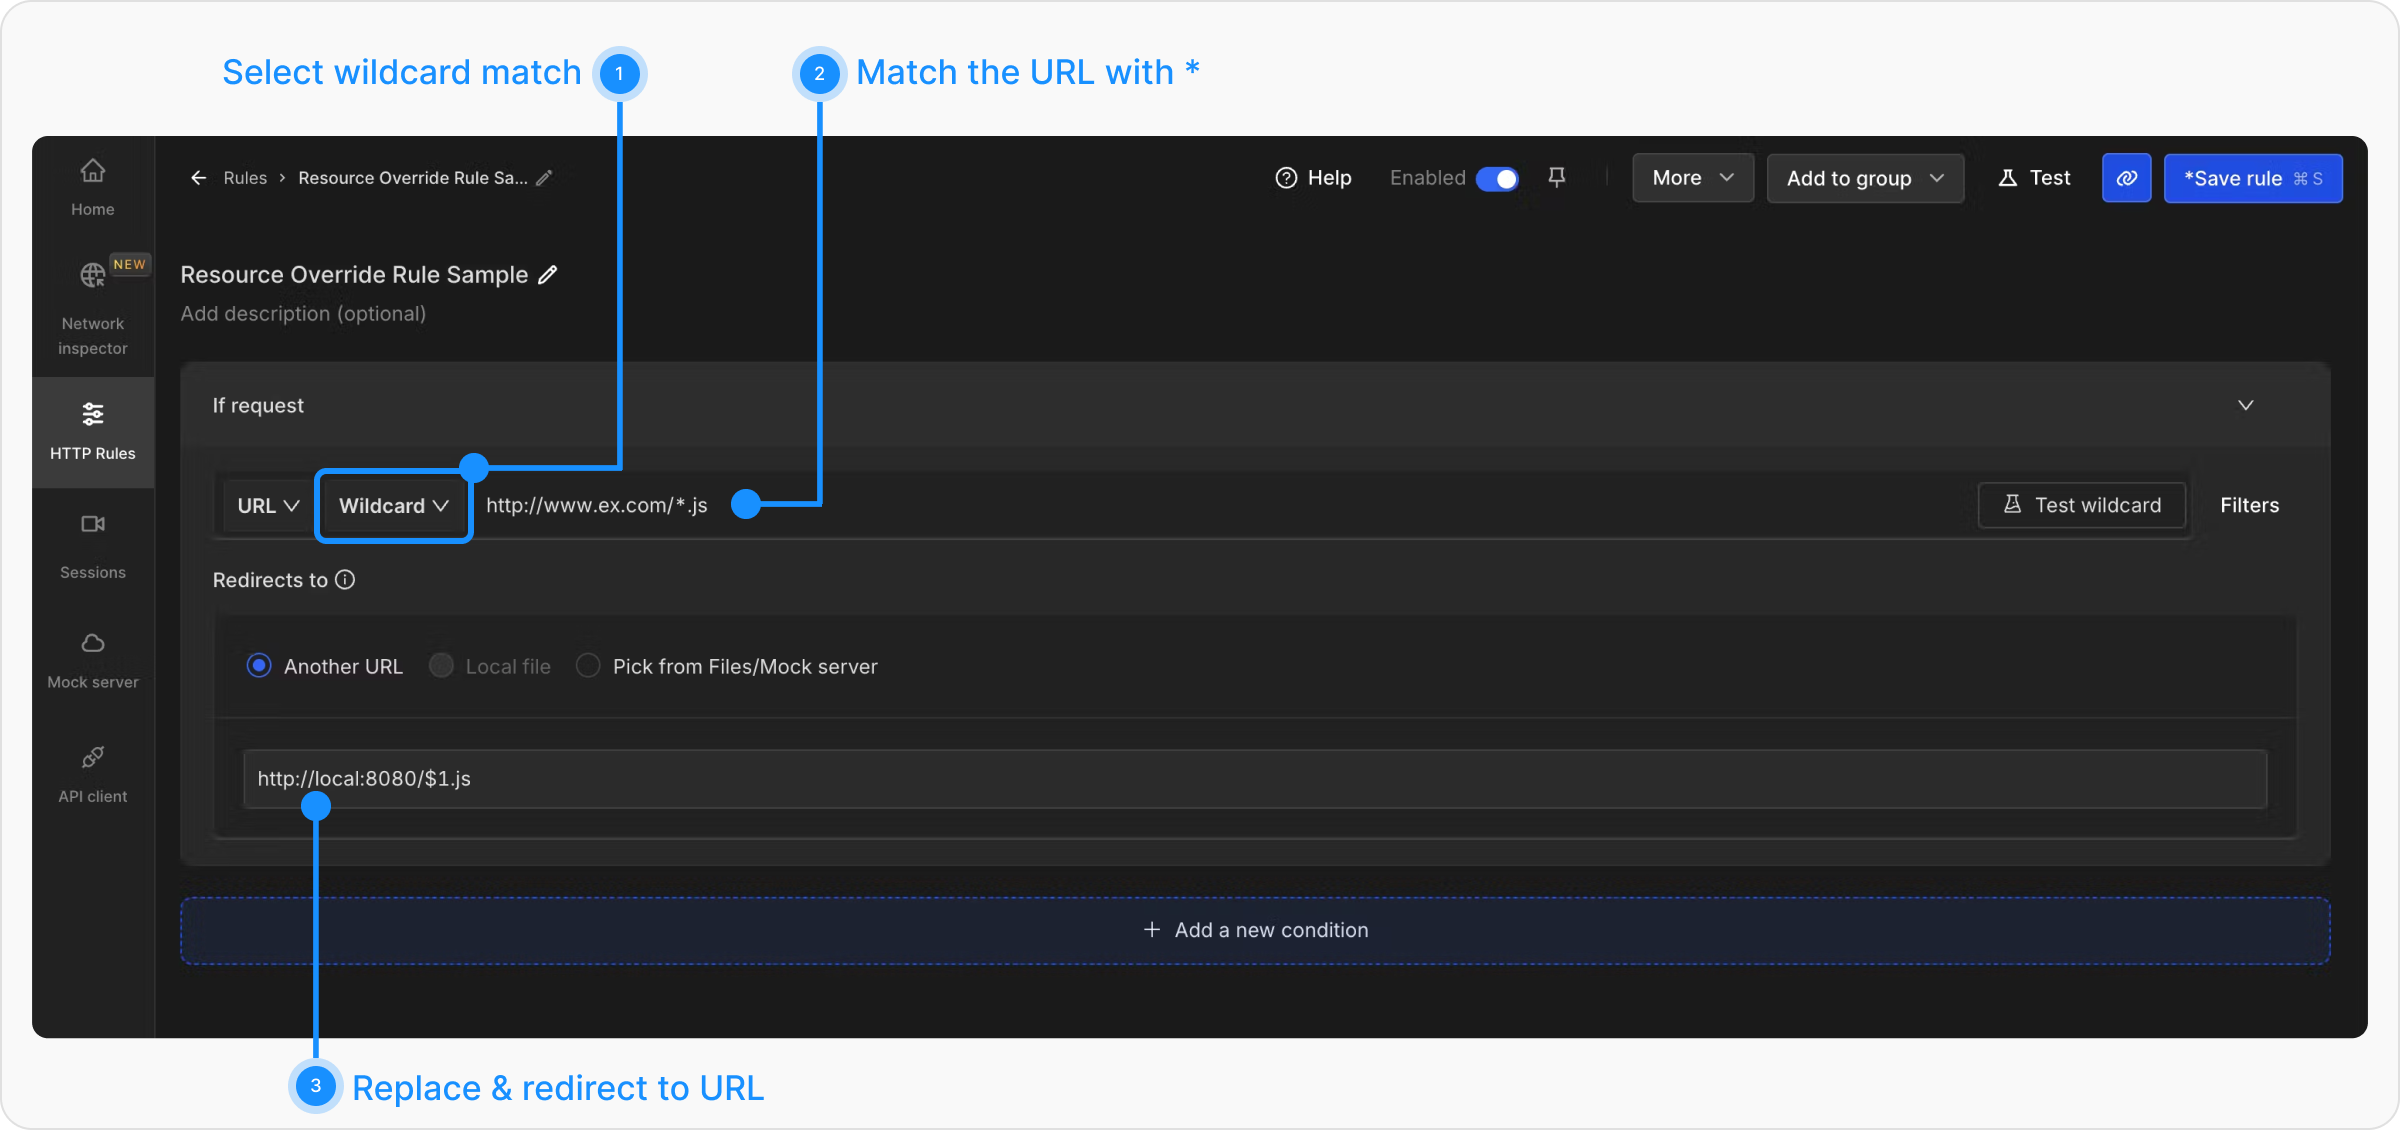 Select wildcard match 1
2 Match the URL with *
Home
NEW
Network
inspector
HTTP Rules
Sessions
Mock server
API client
Rules > Resource Override Rule Sa...
Help
Enabled
More
Add to group
Test
*Save rule ⌘ S
Resource Override Rule Sample
Add description (optional)
If request
URL
Wildcard
http://www.ex.com/*.js
Test wildcard
Filters
Redirects to
Another URL
Local file
Pick from Files/Mock server
http://local:8080/$1.js
+ Add a new condition
3 Replace & redirect to URL